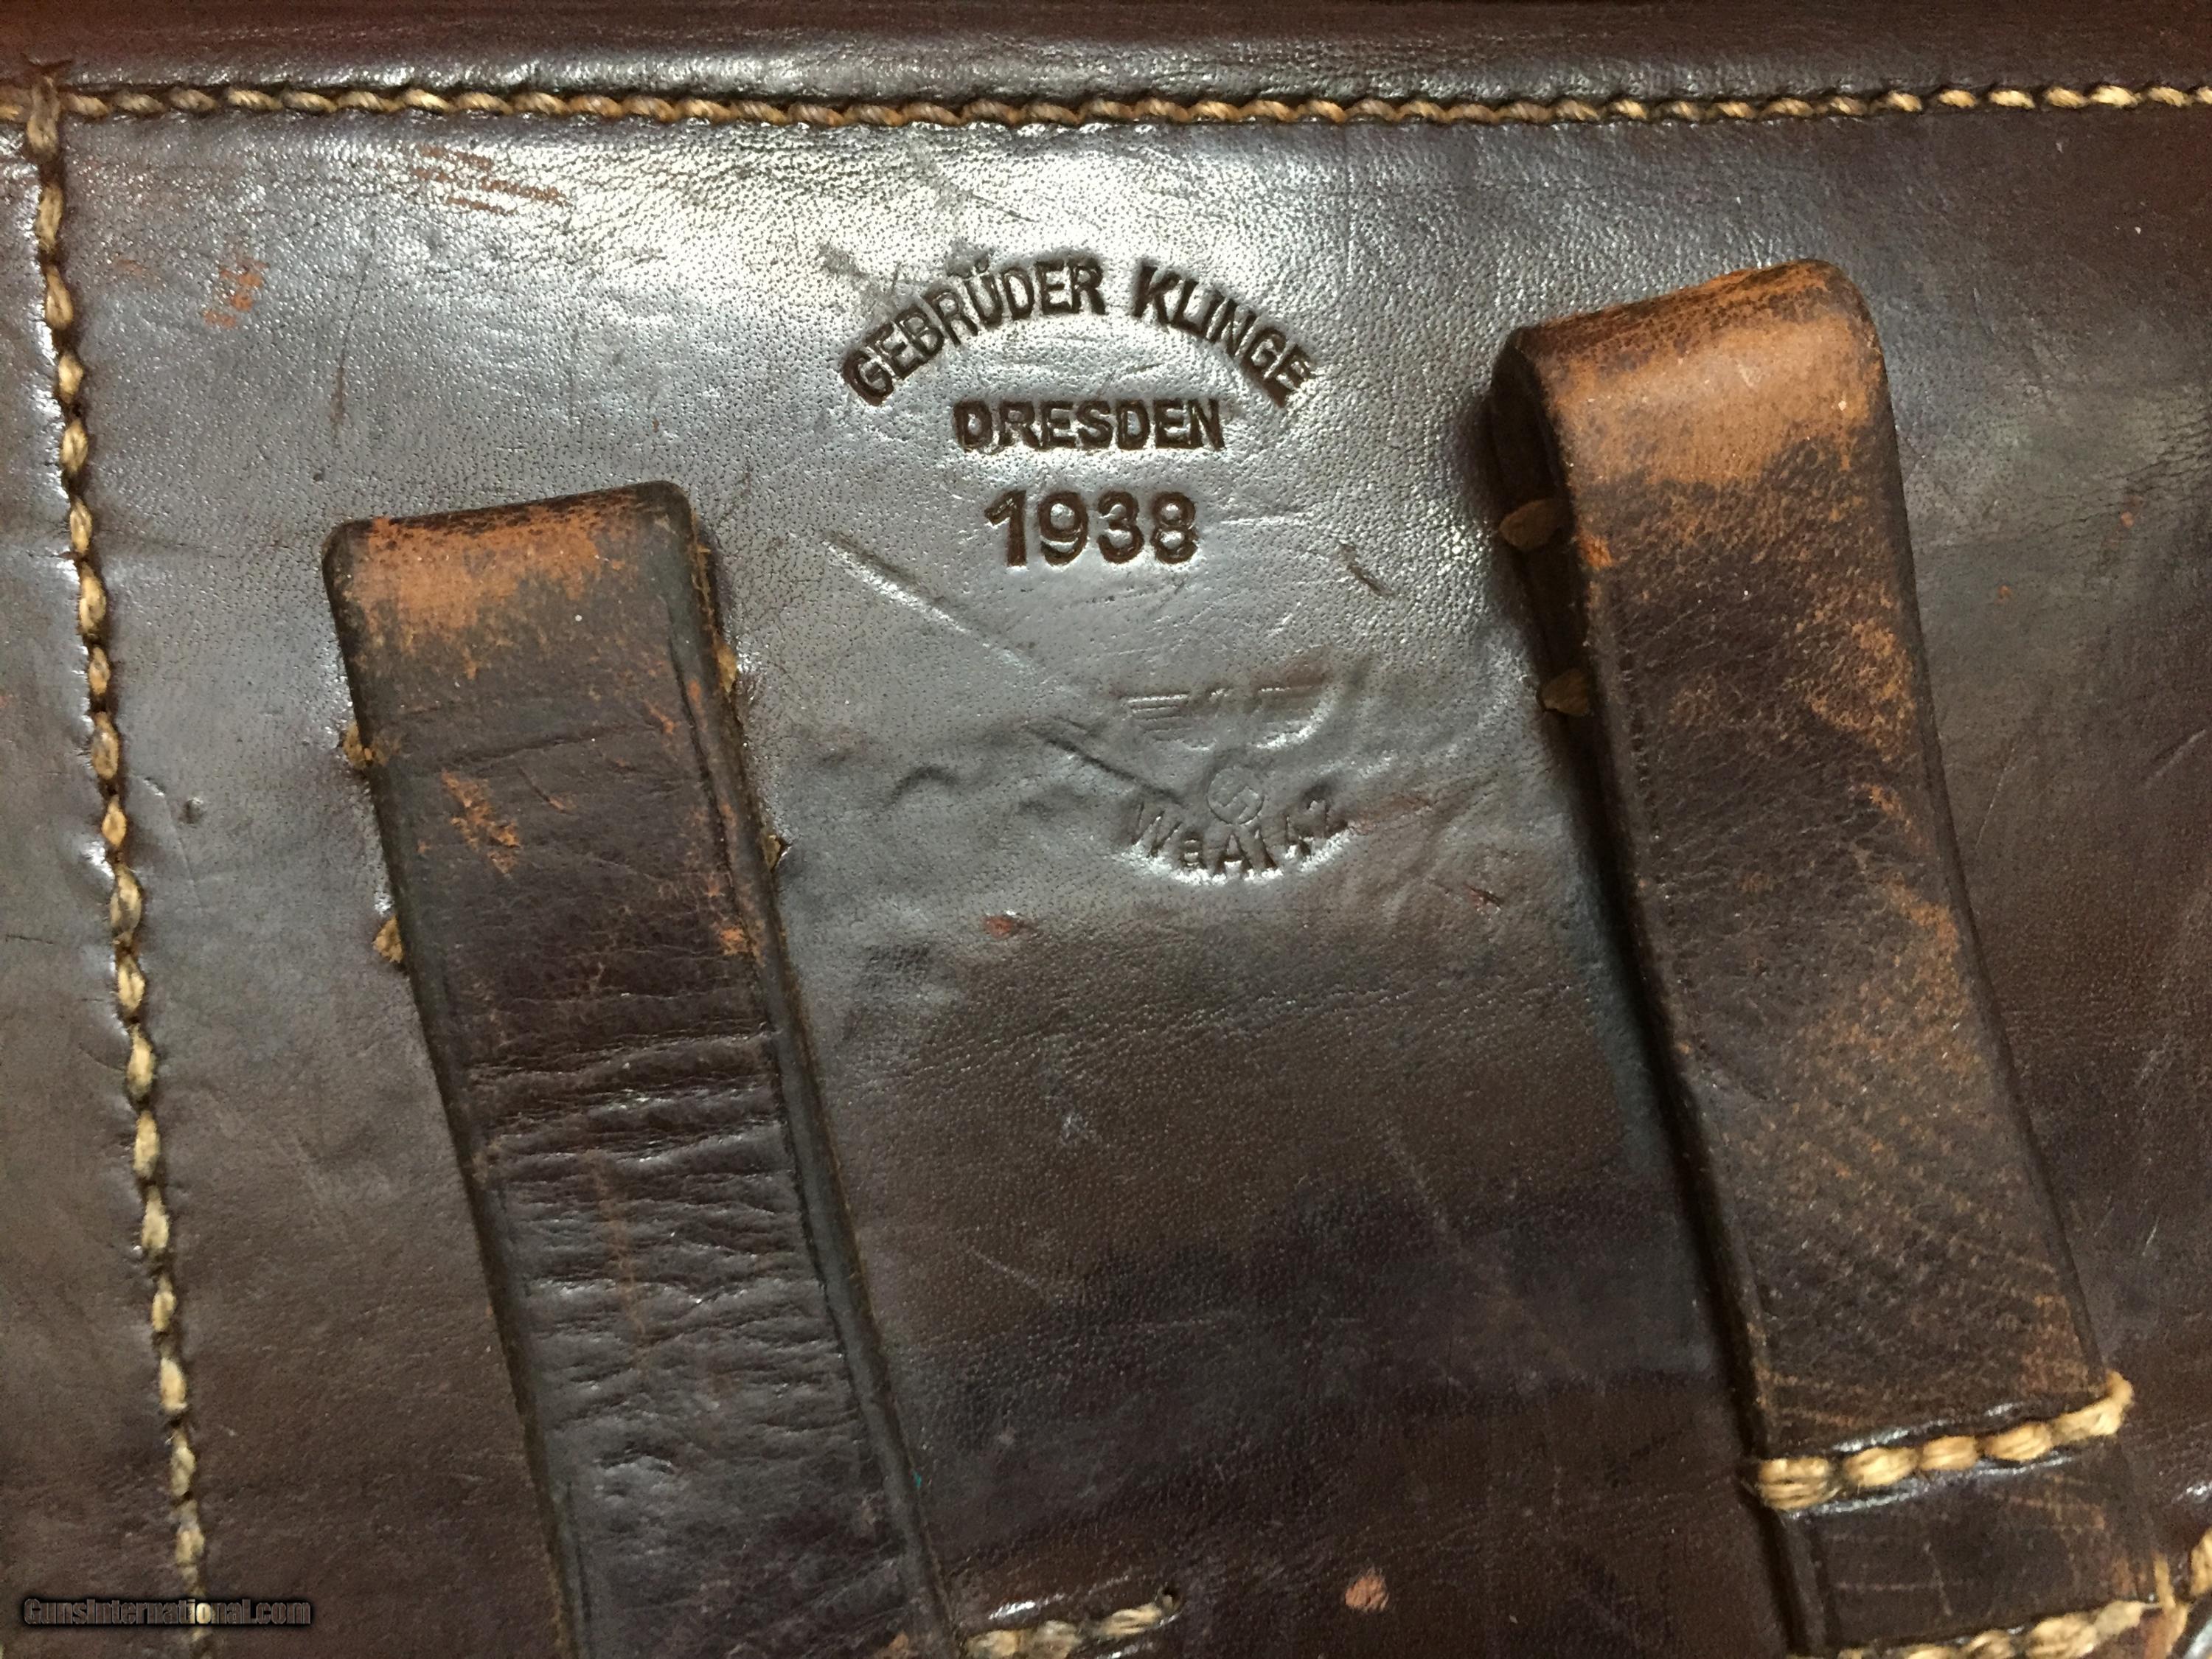 GEBRÜDER KLINGE
DRESDEN
1938
WaA142
GunsInternational.com